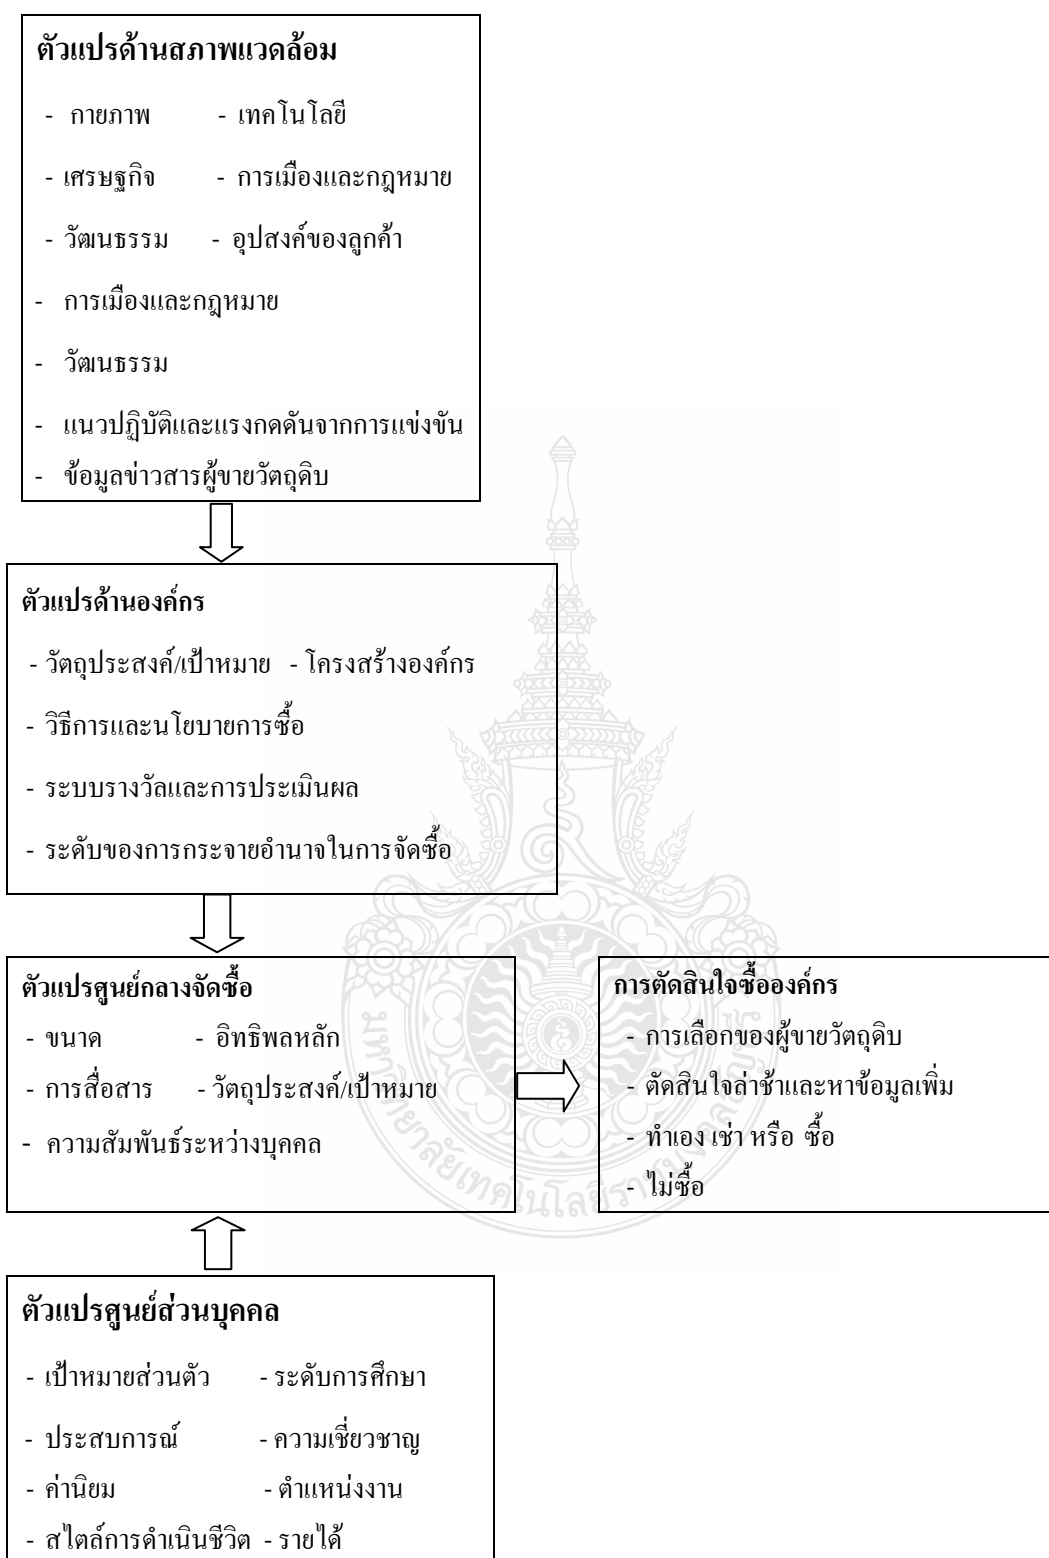 ตัวแปรด้านสภาพแวดล้อม
- กายภาพ - เทคโนโลยี
- เศรษฐกิจ - การเมืองและกฎหมาย
- วัฒนธรรม - อุปสงค์ของลูกค้า
- การเมืองและกฎหมาย
- วัฒนธรรม
- แนวปฏิบัติและแรงกดดันจากการแข่งขัน
- ข้อมูลข่าวสารผู้ขายวัตถุดิบ
ตัวแปรด้านองค์กร
- วัตถุประสงค์/เป้าหมาย - โครงสร้างองค์กร
- วิธีการและนโยบายการซื้อ
- ระบบรางวัลและการประเมินผล
- ระดับของการกระจายอำนาจในการจัดซื้อ
ตัวแปรศูนย์กลางจัดซื้อ
- ขนาด - อิทธิพลหลัก
- การสื่อสาร - วัตถุประสงค์/เป้าหมาย
- ความสัมพันธ์ระหว่างบุคคล
การตัดสินใจซื้อองค์กร
- การเลือกของผู้ขายวัตถุดิบ
- ตัดสินใจล่าช้าและหาข้อมูลเพิ่ม
- ทำเอง เช่า หรือ ซื้อ
- ไม่ซื้อ
ตัวแปรศูนย์ส่วนบุคคล
- เป้าหมายส่วนตัว - ระดับการศึกษา
- ประสบการณ์ - ความเชี่ยวชาญ
- ค่านิยม - ตำแหน่งงาน
- สไตล์การดำเนินชีวิต - รายได้